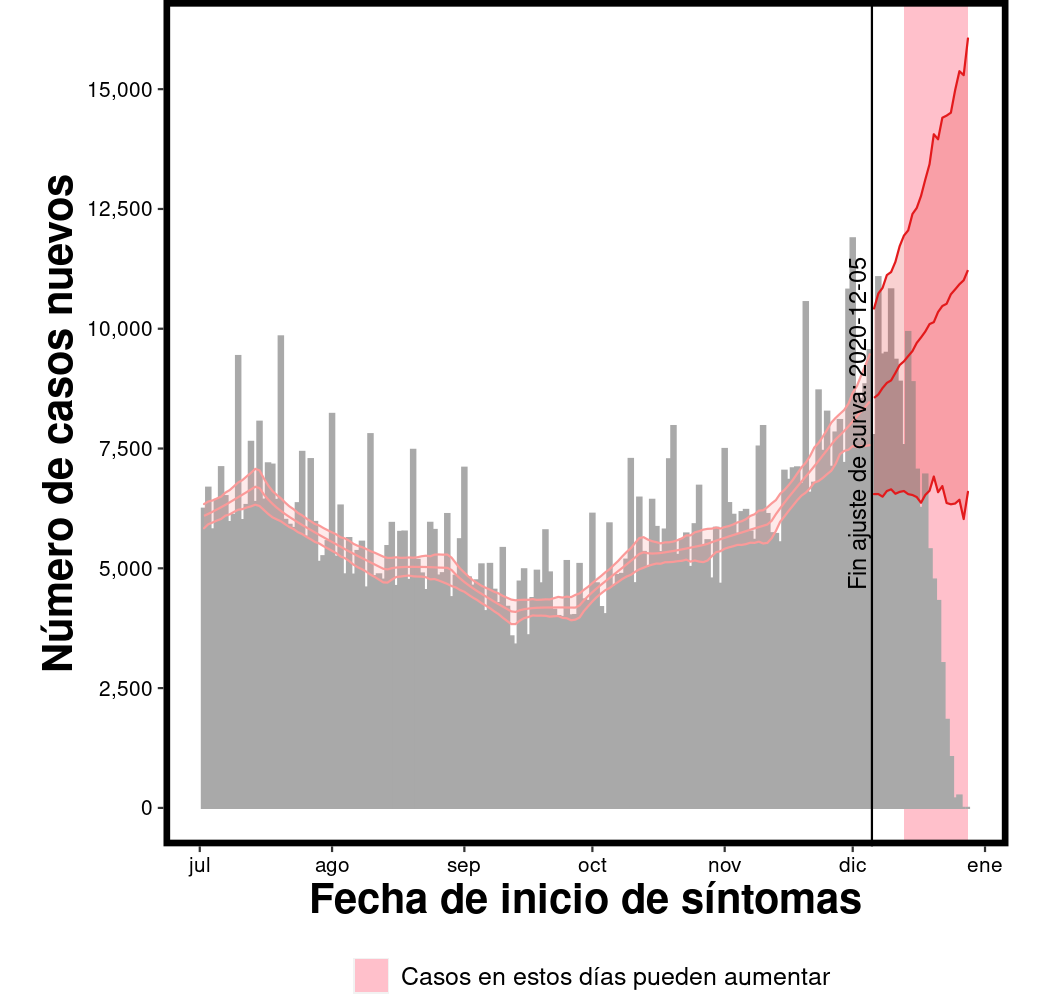 Número de casos nuevos
15,000
12,500
10,000
7,500
5,000
2,500
0
Fin ajuste de curva. 2020-12-05
jul ago sep oct nov dic ene
Fecha de inicio de síntomas
Casos en estos días pueden aumentar